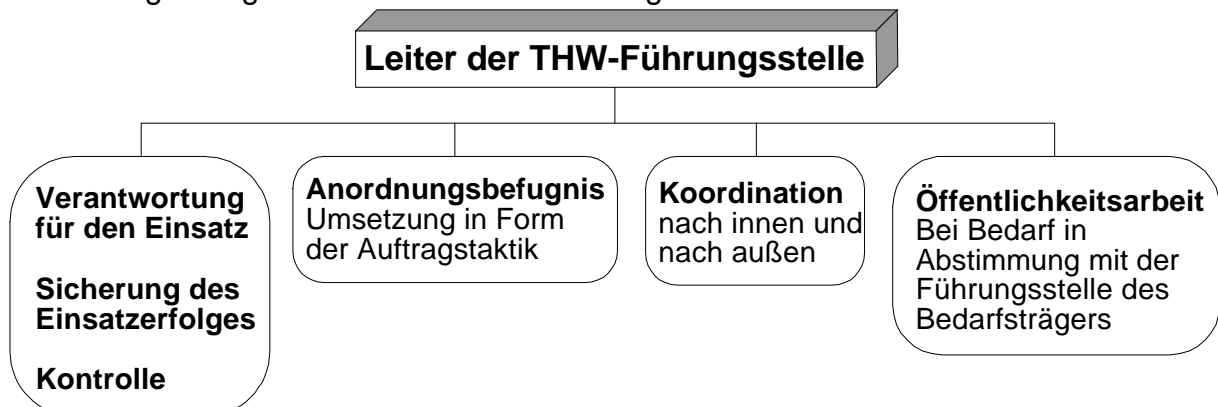 Leiter der THW-Führungsstelle
Verantwortung
für den Einsatz
Sicherung des
Einsatzerfolges
Kontrolle
Anordnungsbefugnis
Umsetzung in Form
der Auftragstaktik
Koordination
nach innen und
nach außen
Öffentlichkeitsarbeit
Bei Bedarf in
Abstimmung mit der
Führungsstelle des
Bedarfsträgers